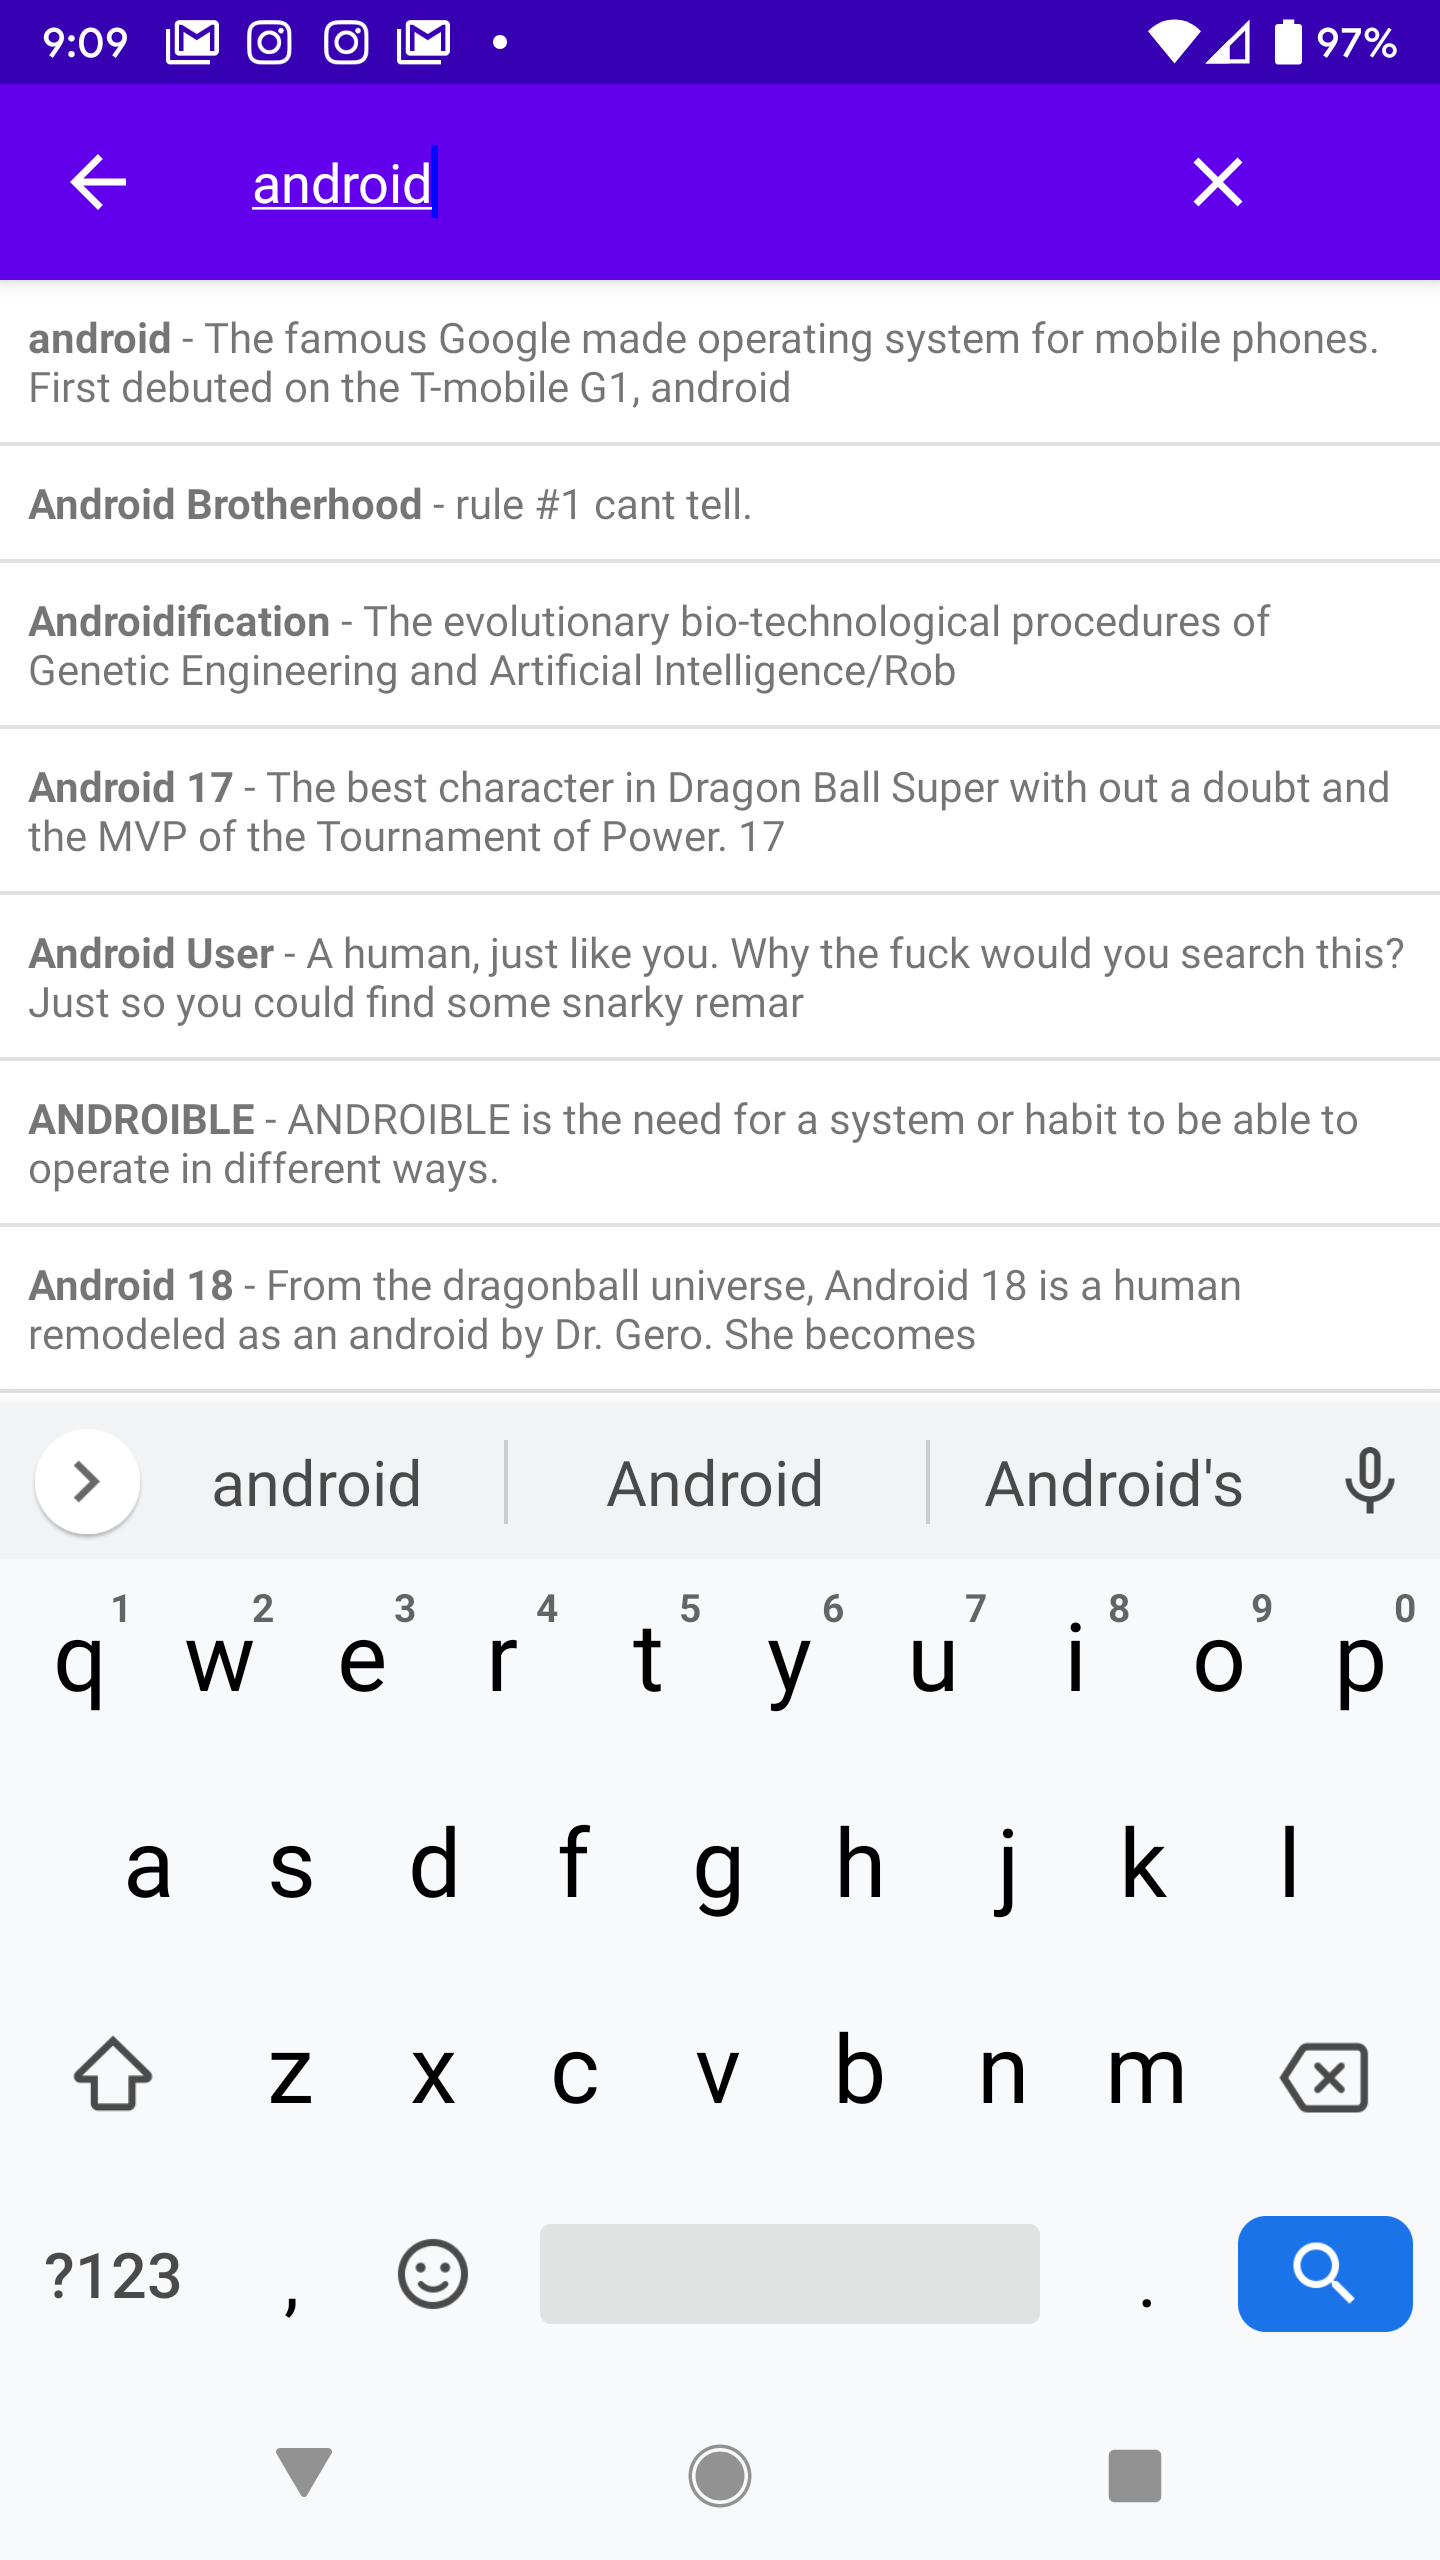 9:09 97%
android
android - The famous Google made operating system for mobile phones.
First debuted on the T-mobile G1, android
Android Brotherhood - rule #1 cant tell.
Androidification - The evolutionary bio-technological procedures of
Genetic Engineering and Artificial Intelligence/Rob
Android 17 - The best character in Dragon Ball Super with out a doubt and
the MVP of the Tournament of Power. 17
Android User - A human, just like you. Why the fuck would you search this?
Just so you could find some snarky remar
ANDROIBLE - ANDROIBLE is the need for a system or habit to be able to
operate in different ways.
Android 18 - From the dragonball universe, Android 18 is a human
remodeled as an android by Dr. Gero. She becomes
android Android Android's
1 2 3 4 5 6 7 8 9 0
q w e r t y u i o p
a s d f g h j k l
z x c v b n m
?123 , .